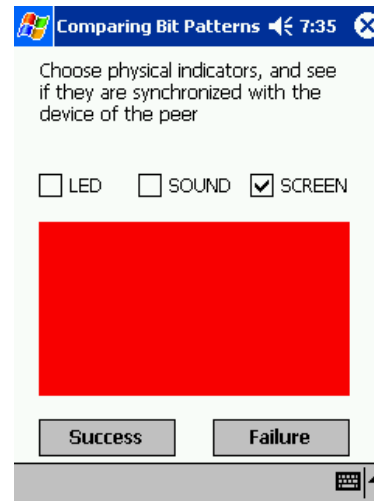 Comparing Bit Patterns 7:35
Choose physical indicators, and see
if they are synchronized with the
device of the peer
LED SOUND SCREEN
Success Failure